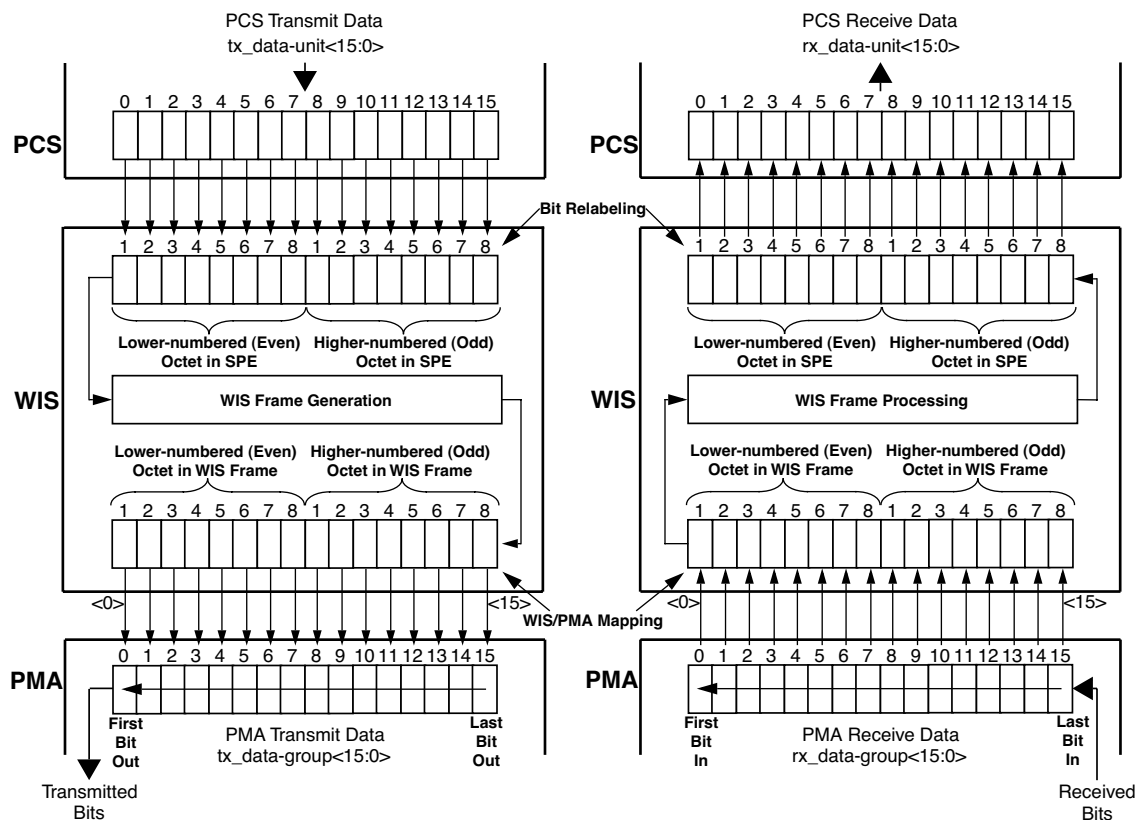 PCS Transmit Data
tx_data-unit<15:0>
0 1 2 3 4 5 6 7 8 9 10 11 12 13 14 15
PCS
PCS Receive Data
rx_data-unit<15:0>
0 1 2 3 4 5 6 7 8 9 10 11 12 13 14 15
PCS
Bit Relabeling
1 2 3 4 5 6 7 8 1 2 3 4 5 6 7 8
Lower-numbered (Even)
Octet in SPE
Higher-numbered (Odd)
Octet in SPE
WIS
WIS Frame Generation
Lower-numbered (Even)
Octet in WIS Frame
Higher-numbered (Odd)
Octet in WIS Frame
1 2 3 4 5 6 7 8 1 2 3 4 5 6 7 8
<0>
<15>
1 2 3 4 5 6 7 8 1 2 3 4 5 6 7 8
Lower-numbered (Even)
Octet in SPE
Higher-numbered (Odd)
Octet in SPE
WIS
WIS Frame Processing
Lower-numbered (Even)
Octet in WIS Frame
Higher-numbered (Odd)
Octet in WIS Frame
1 2 3 4 5 6 7 8 1 2 3 4 5 6 7 8
<0>
<15>
WIS/PMA Mapping
0 1 2 3 4 5 6 7 8 9 10 11 12 13 14 15
PMA
First
Bit
Out
PMA Transmit Data
tx_data-group<15:0>
Last
Bit
Out
Transmitted
Bits
0 1 2 3 4 5 6 7 8 9 10 11 12 13 14 15
PMA
First
Bit
In
PMA Receive Data
rx_data-group<15:0>
Last
Bit
In
Received
Bits